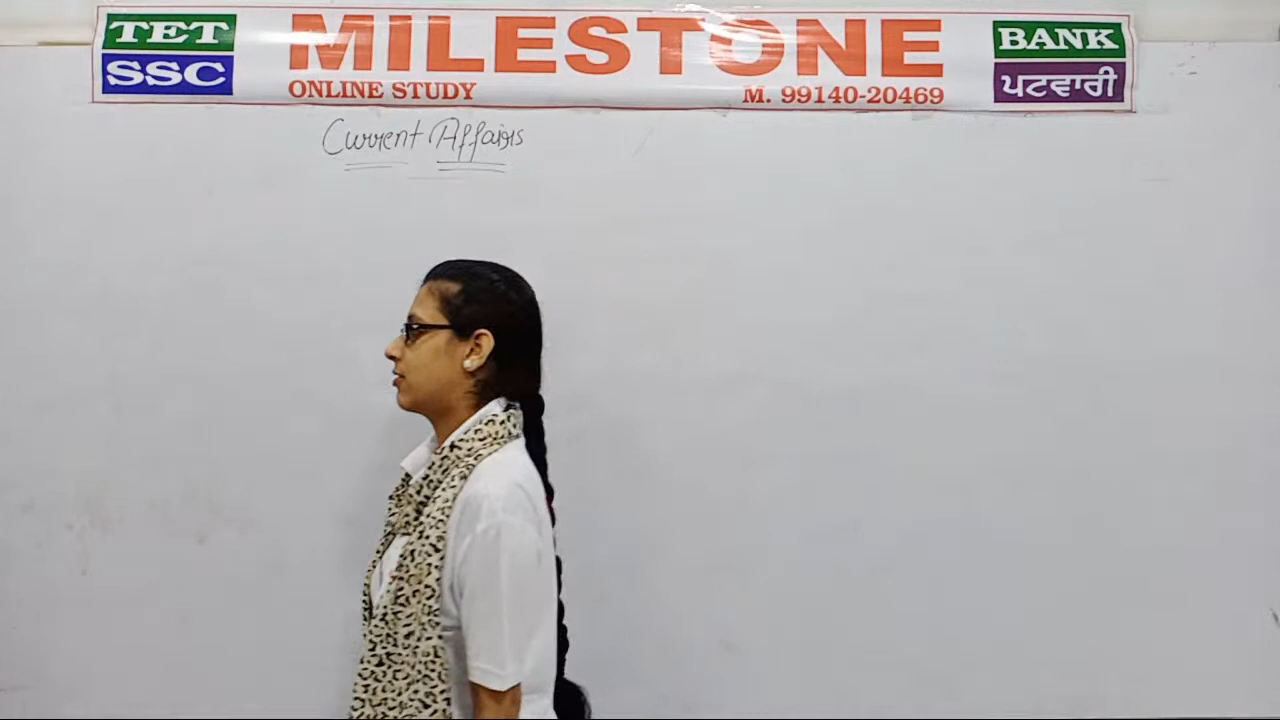 TET
SSC
MILESTONE
ONLINE STUDY
M. 99140-20469
BANK
ਪਟਵਾਰੀ
Current Affairs